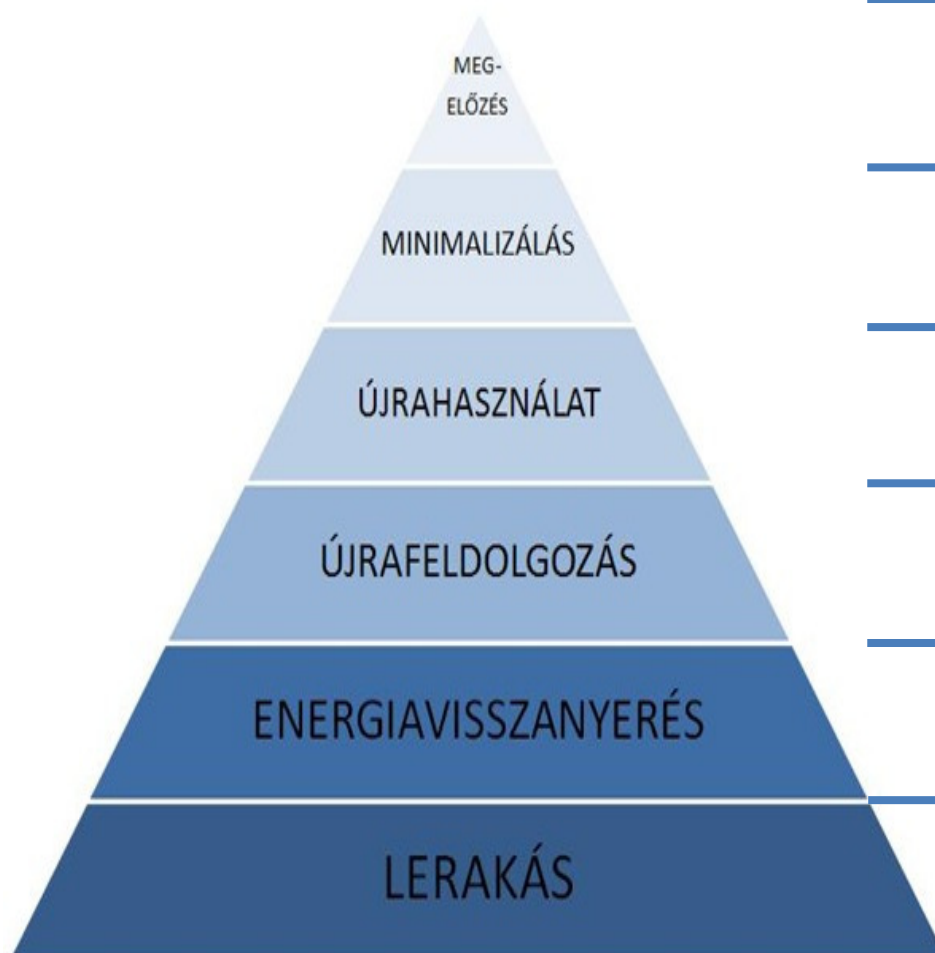 MEG-
ELŐZÉS
MINIMALIZÁLÁS
ÚJRAHASZNÁLAT
ÚJRAFELDOLGOZÁS
ENERGIAVISSZANYERÉS
LERAKÁS